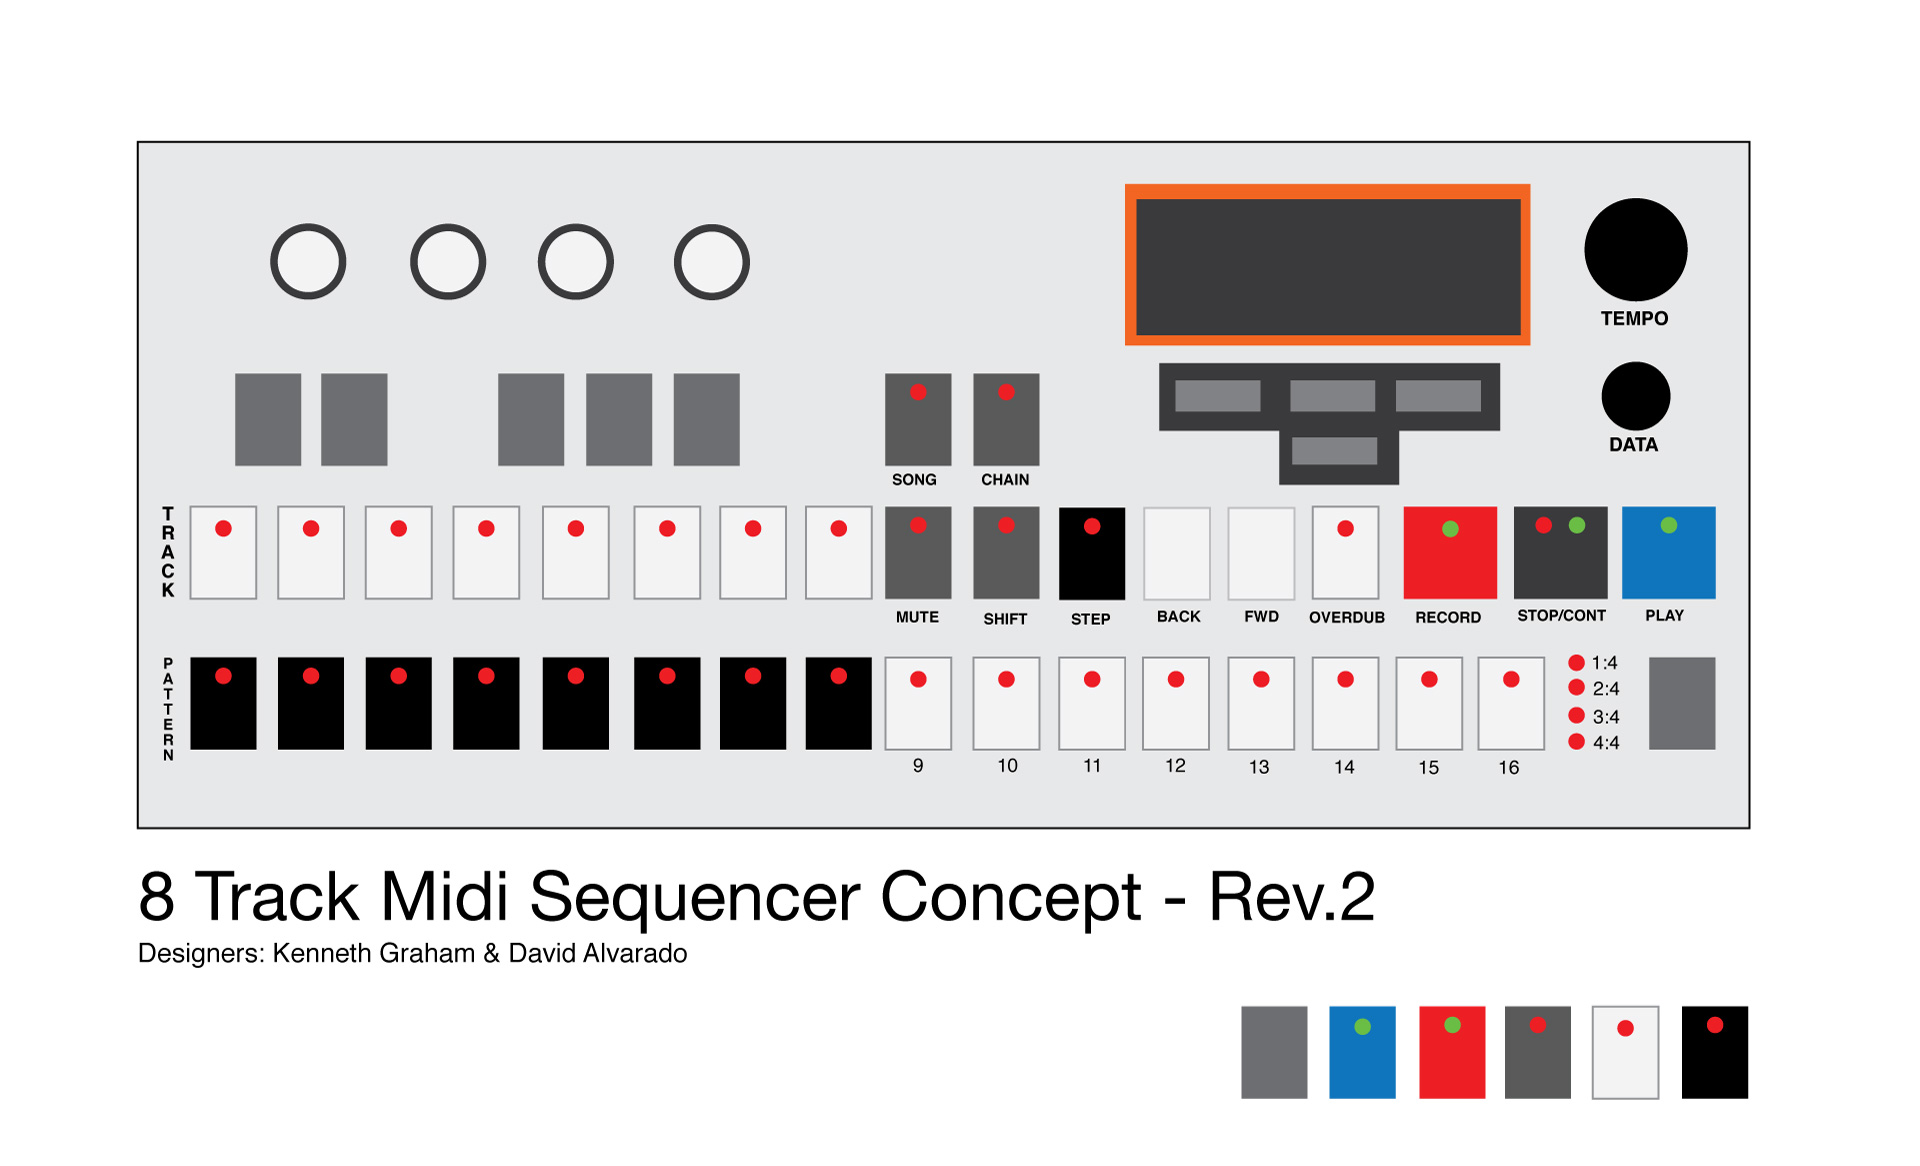 TEMPO
DATA
SONG CHAIN
TRACK
MUTE SHIFT STEP BACK FWD OVERDUB RECORD STOP/CONT PLAY
PATTERN
1:4
2:4
3:4
4:4
9 10 11 12 13 14 15 16
8 Track Midi Sequencer Concept - Rev.2
Designers: Kenneth Graham & David Alvarado